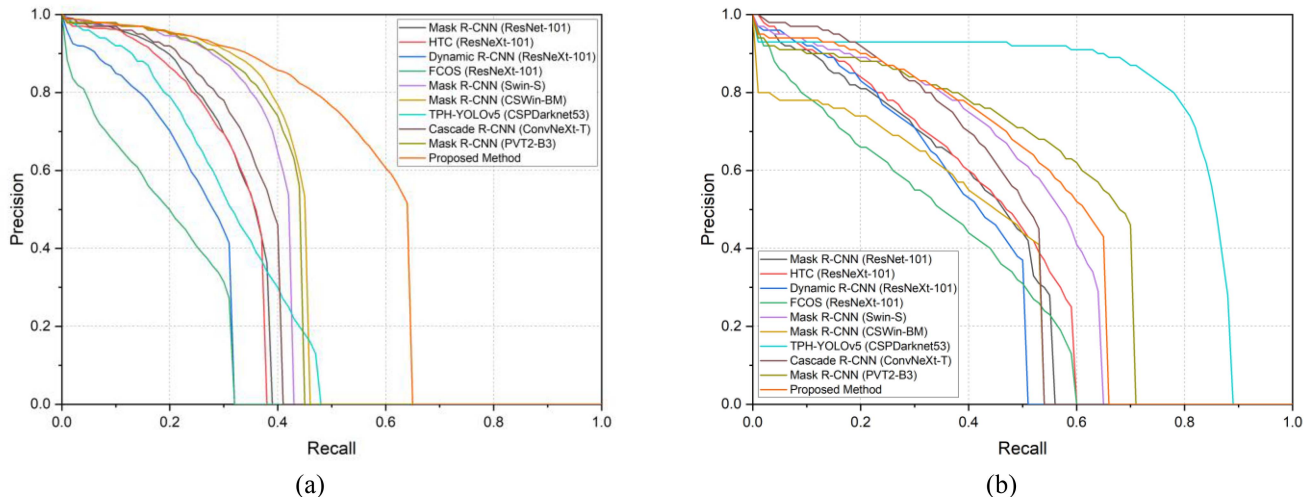 1.0
0.8
0.6
0.4
0.2
0.0
Precision
0.0 0.2 0.4 0.6 0.8 1.0
Recall
Mask R-CNN (ResNet-101)
HTC (ResNeXt-101)
Dynamic R-CNN (ResNeXt-101)
FCOS (ResNeXt-101)
Mask R-CNN (Swin-S)
Mask R-CNN (CSWin-BM)
TPH-YOLOv5 (CSPDarknet53)
Cascade R-CNN (ConvNeXt-T)
Mask R-CNN (PVT2-B3)
Proposed Method
(a)
1.0
0.8
0.6
0.4
0.2
0.0
Precision
0.0 0.2 0.4 0.6 0.8 1.0
Recall
Mask R-CNN (ResNet-101)
HTC (ResNeXt-101)
Dynamic R-CNN (ResNeXt-101)
FCOS (ResNeXt-101)
Mask R-CNN (Swin-S)
Mask R-CNN (CSWin-BM)
TPH-YOLOv5 (CSPDarknet53)
Cascade R-CNN (ConvNeXt-T)
Mask R-CNN (PVT2-B3)
Proposed Method
(b)